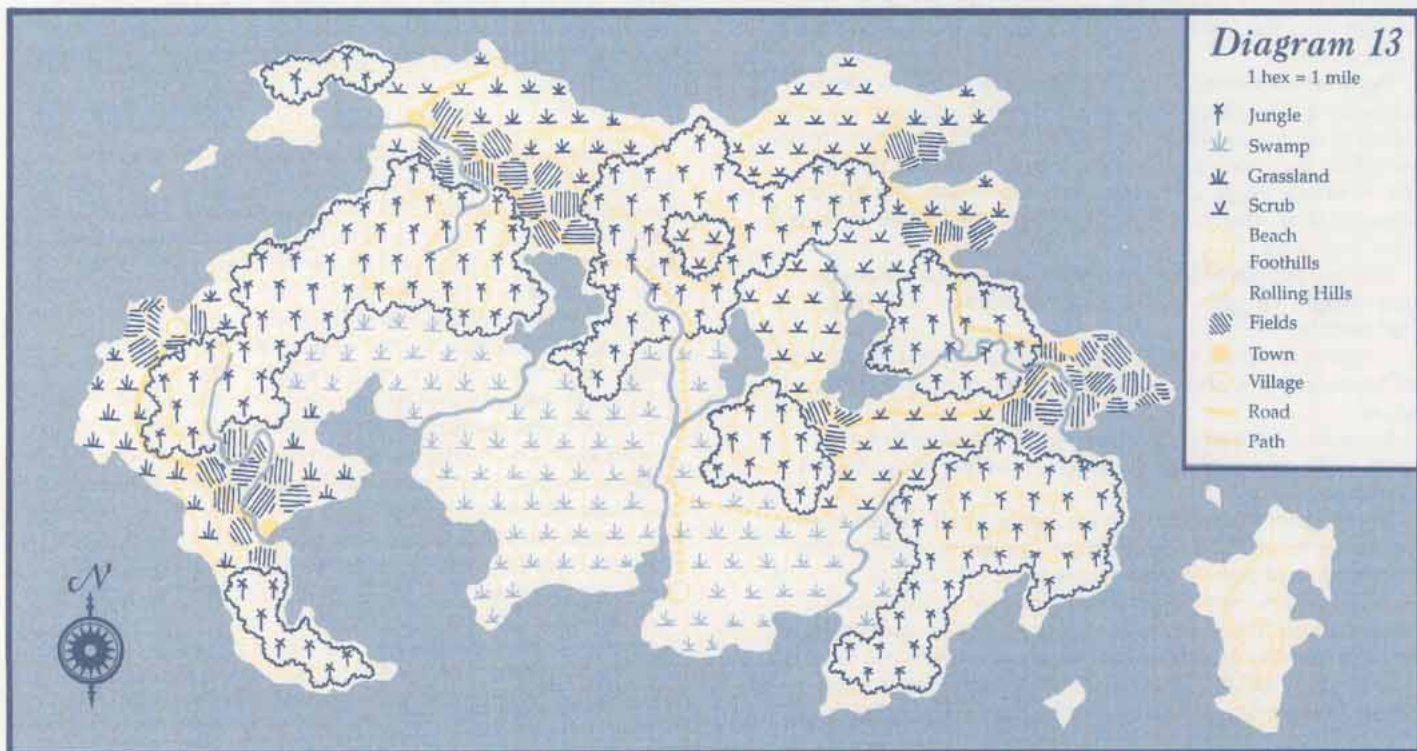 Diagram 13
1 hex = 1 mile
Jungle
Swamp
Grassland
Scrub
Beach
Foothills
Rolling Hills
Fields
Town
Village
Road
Path
N